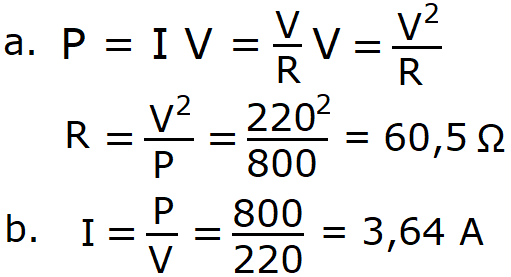 a. P = I V = V/R V = V²/R
R = V²/P = 220²/800 = 60,5 Ω
b. I = P/V = 800/220 = 3,64 A